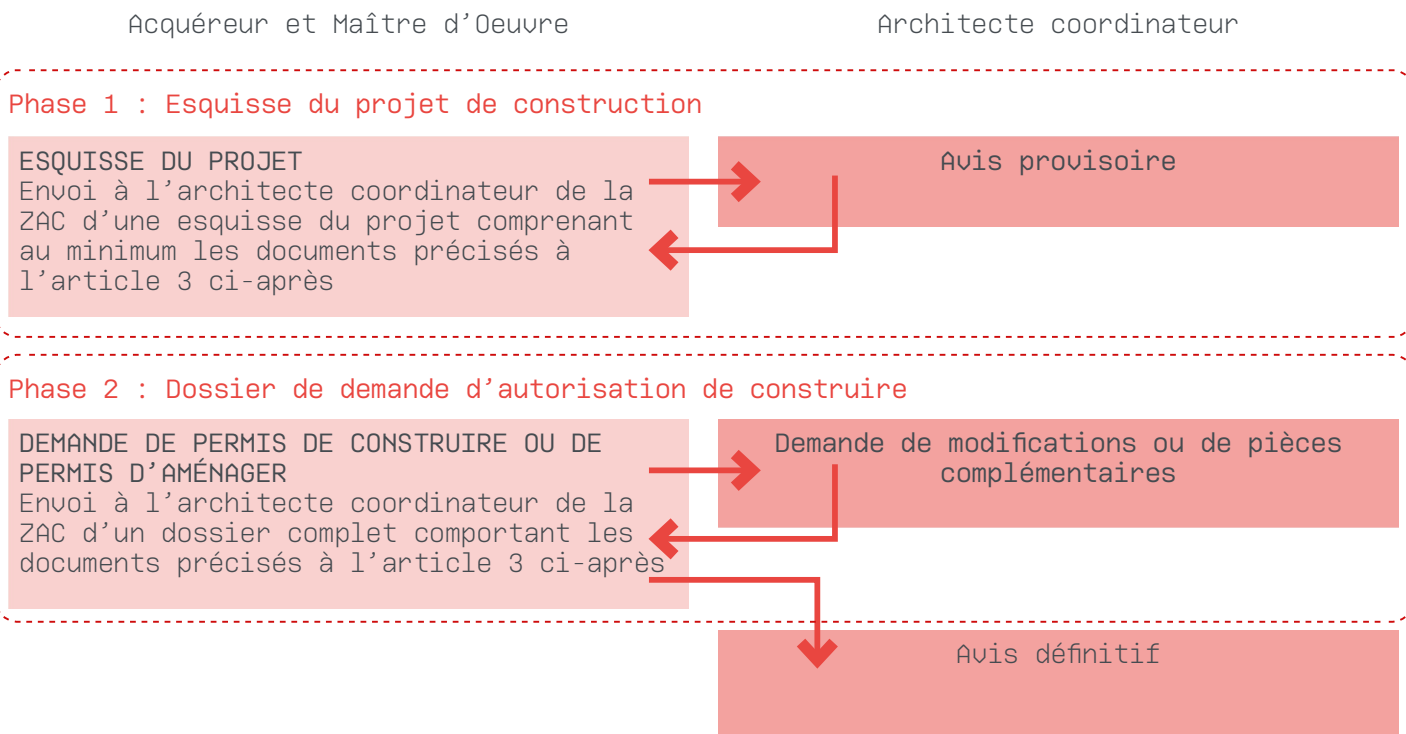 Acquéreur et Maître d’Oeuvre
Architecte coordinateur
Phase 1 : Esquisse du projet de construction
ESQUISSE DU PROJET
Envoi à l’architecte coordinateur de la
ZAC d’une esquisse du projet comprenant
au minimum les documents précisés à
l’article 3 ci-après
Avis provisoire
Phase 2 : Dossier de demande d’autorisation de construire
DEMANDE DE PERMIS DE CONSTRUIRE OU DE
PERMIS D’AMÉNAGER
Envoi à l’architecte coordinateur de la
ZAC d’un dossier complet comportant les
documents précisés à l’article 3 ci-après
Demande de modifications ou de pièces
complémentaires
Avis définitif